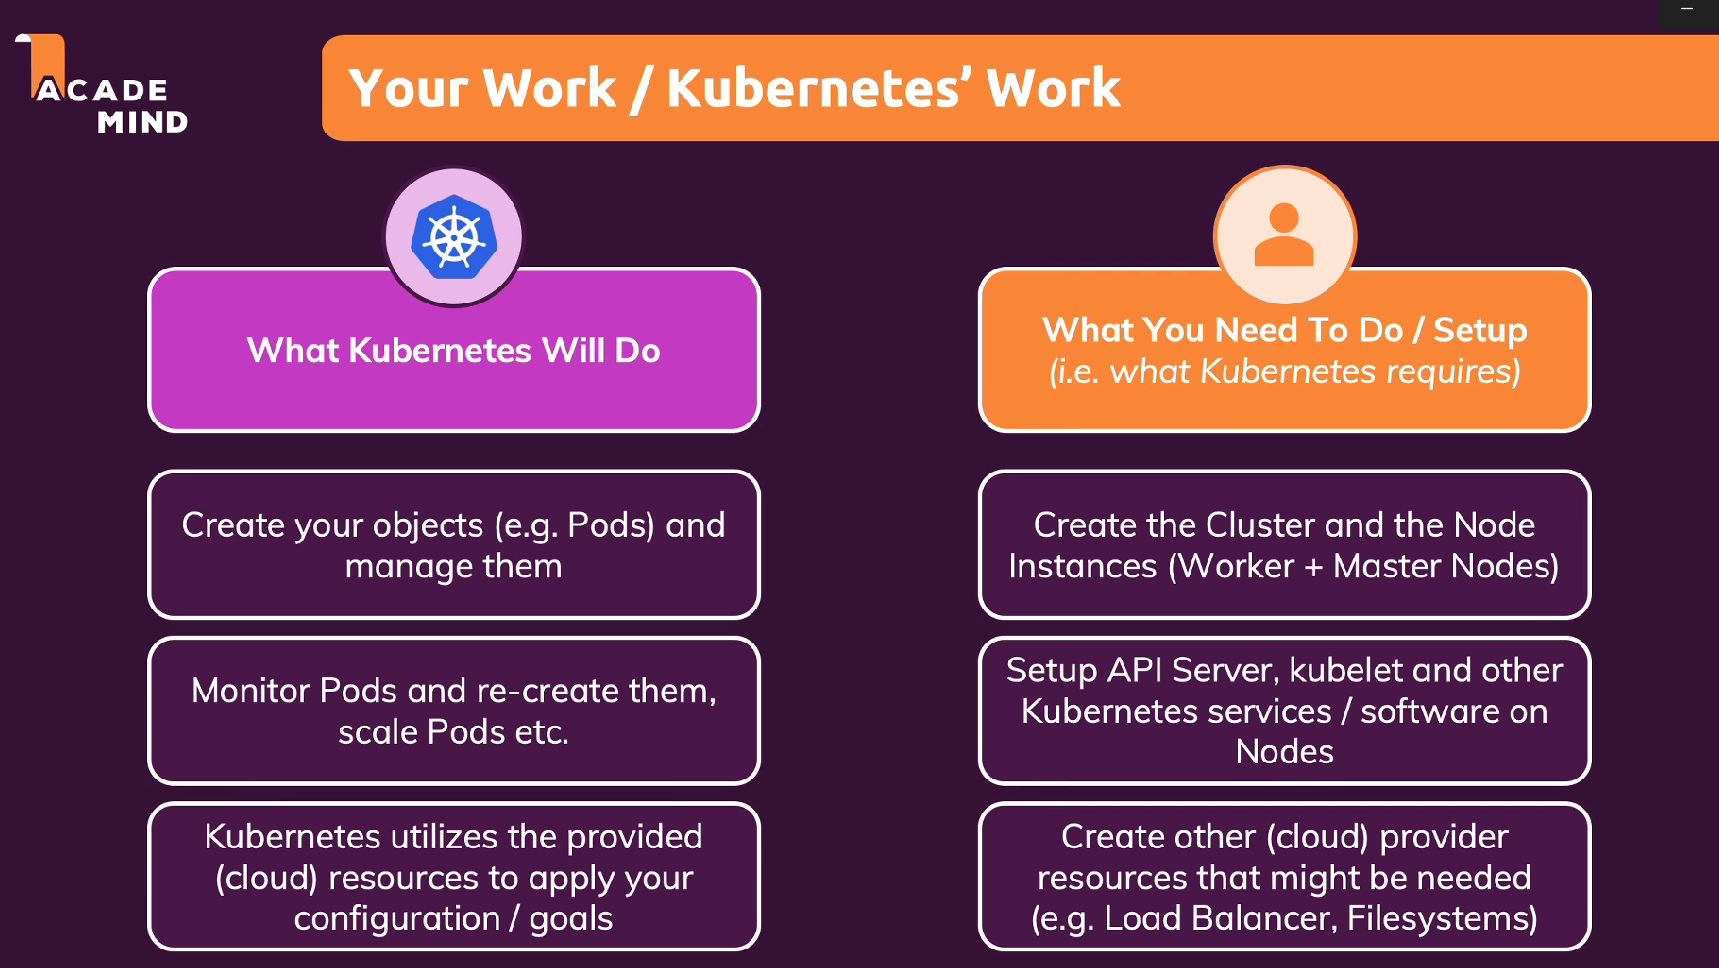 ACADE
MIND
Your Work / Kubernetes’ Work
What Kubernetes Will Do
Create your objects (e.g. Pods) and
manage them
Monitor Pods and re-create them,
scale Pods etc.
Kubernetes utilizes the provided
(cloud) resources to apply your
configuration / goals
What You Need To Do / Setup
(i.e. what Kubernetes requires)
Create the Cluster and the Node
Instances (Worker + Master Nodes)
Setup API Server, kubelet and other
Kubernetes services / software on
Nodes
Create other (cloud) provider
resources that might be needed
(e.g. Load Balancer, Filesystems)